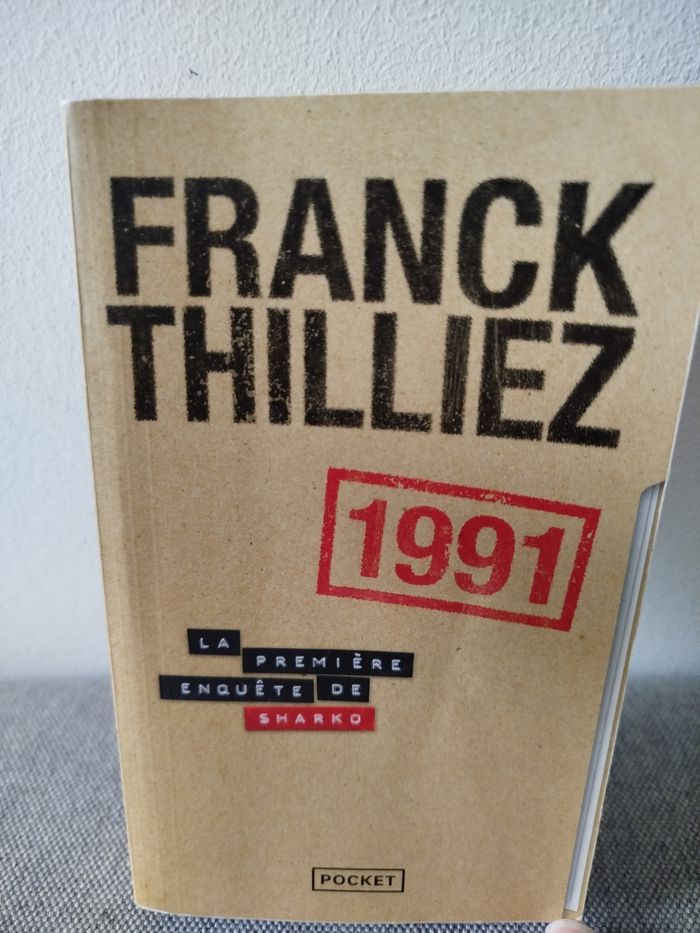 FRANCK
THILLIEZ
1991
LA
PREMIÈRE
ENQUÊTE DE
SHARKO
POCKET